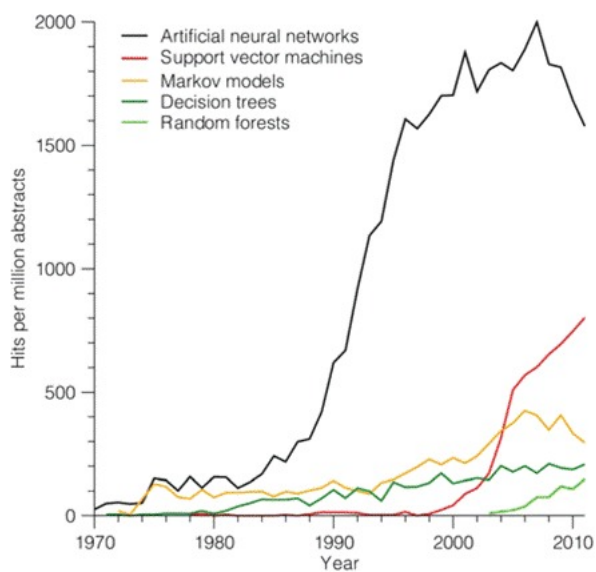 2000
Artificial neural networks
Support vector machines
Markov models
Decision trees
Random forests
1500
Hits per million abstracts
1000
500
0
1970
1980
1990
2000
2010
Year